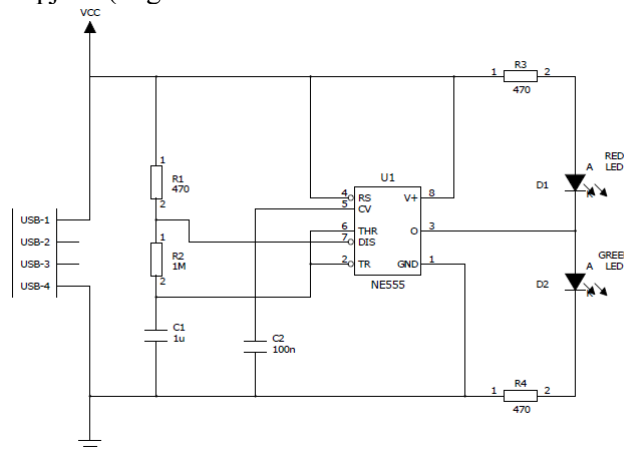 VCC
1 R3 2
470
RED
LED
A
D1
K
1
R1
470
2
U1
4 RS V+ 8
5 CV
6 THR O 3
7 DIS
2 TR GND 1
NE555
USB-1
USB-2
USB-3
USB-4
1
R2
1M
2
GREE
LED
A
D2
K
C1
1u
C2
100n
1 R4 2
470